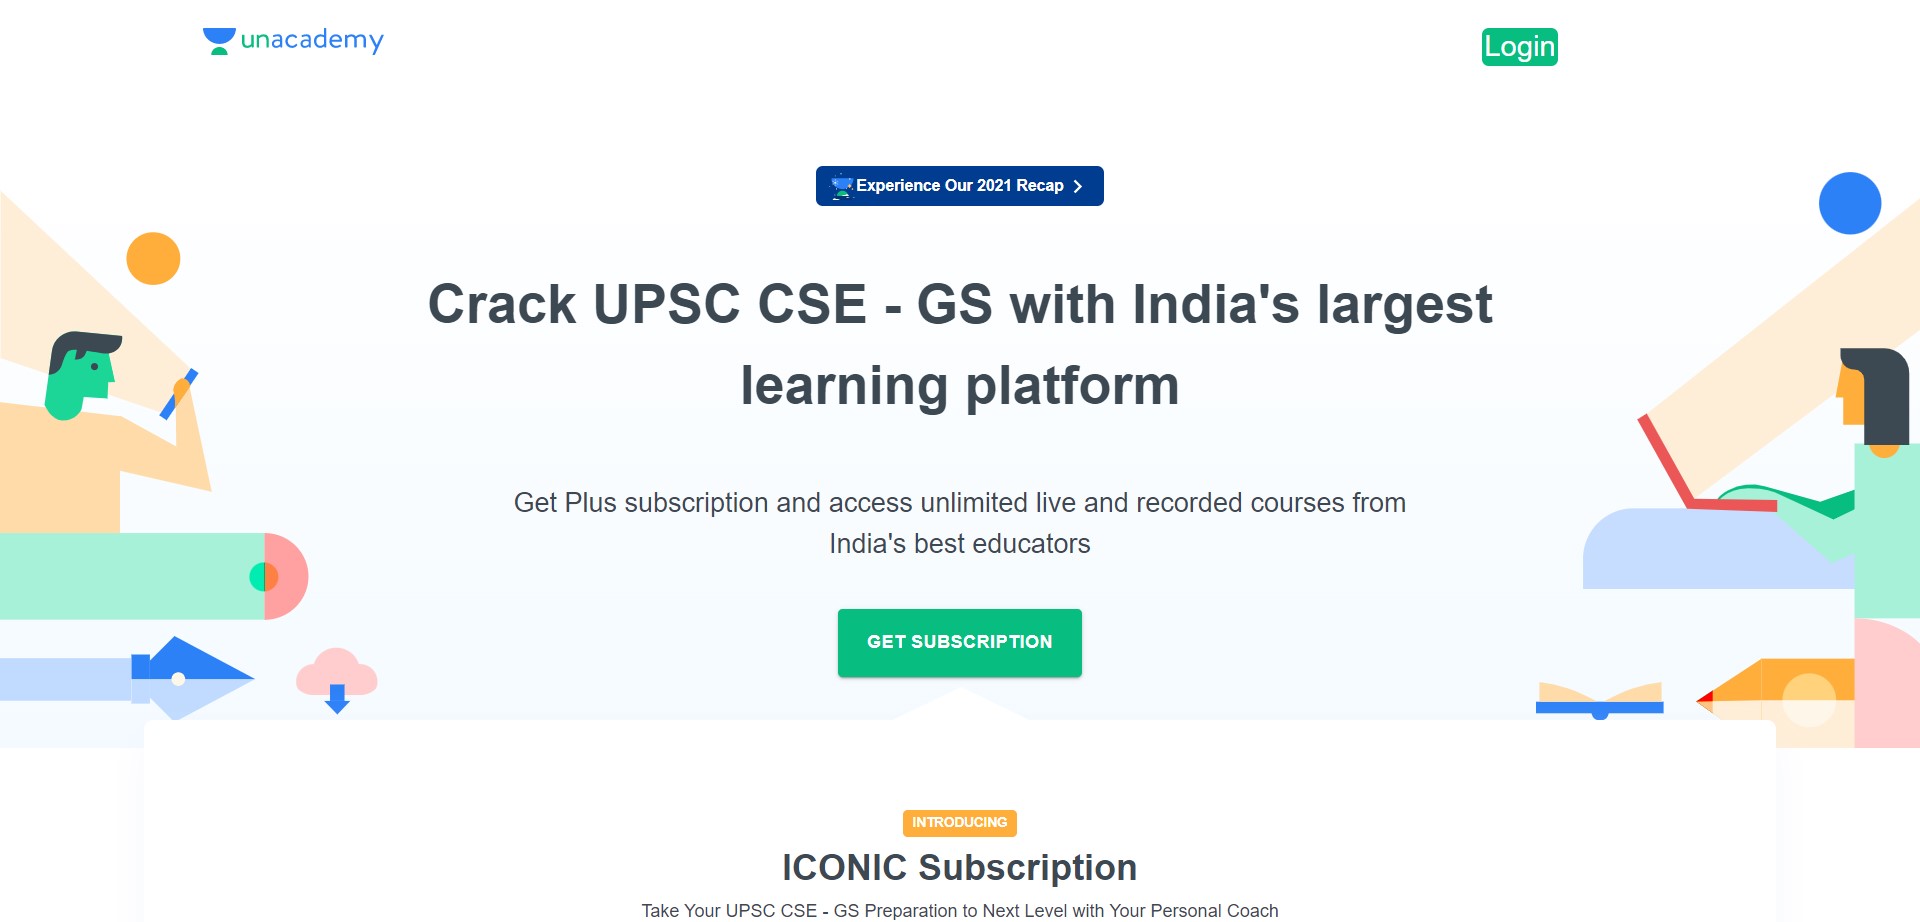 unacademy
Login
Experience Our 2021 Recap
Crack UPSC CSE - GS with India's largest
learning platform
Get Plus subscription and access unlimited live and recorded courses from
India's best educators
GET SUBSCRIPTION
INTRODUCING
ICONIC Subscription
Take Your UPSC CSE - GS Preparation to Next Level with Your Personal Coach